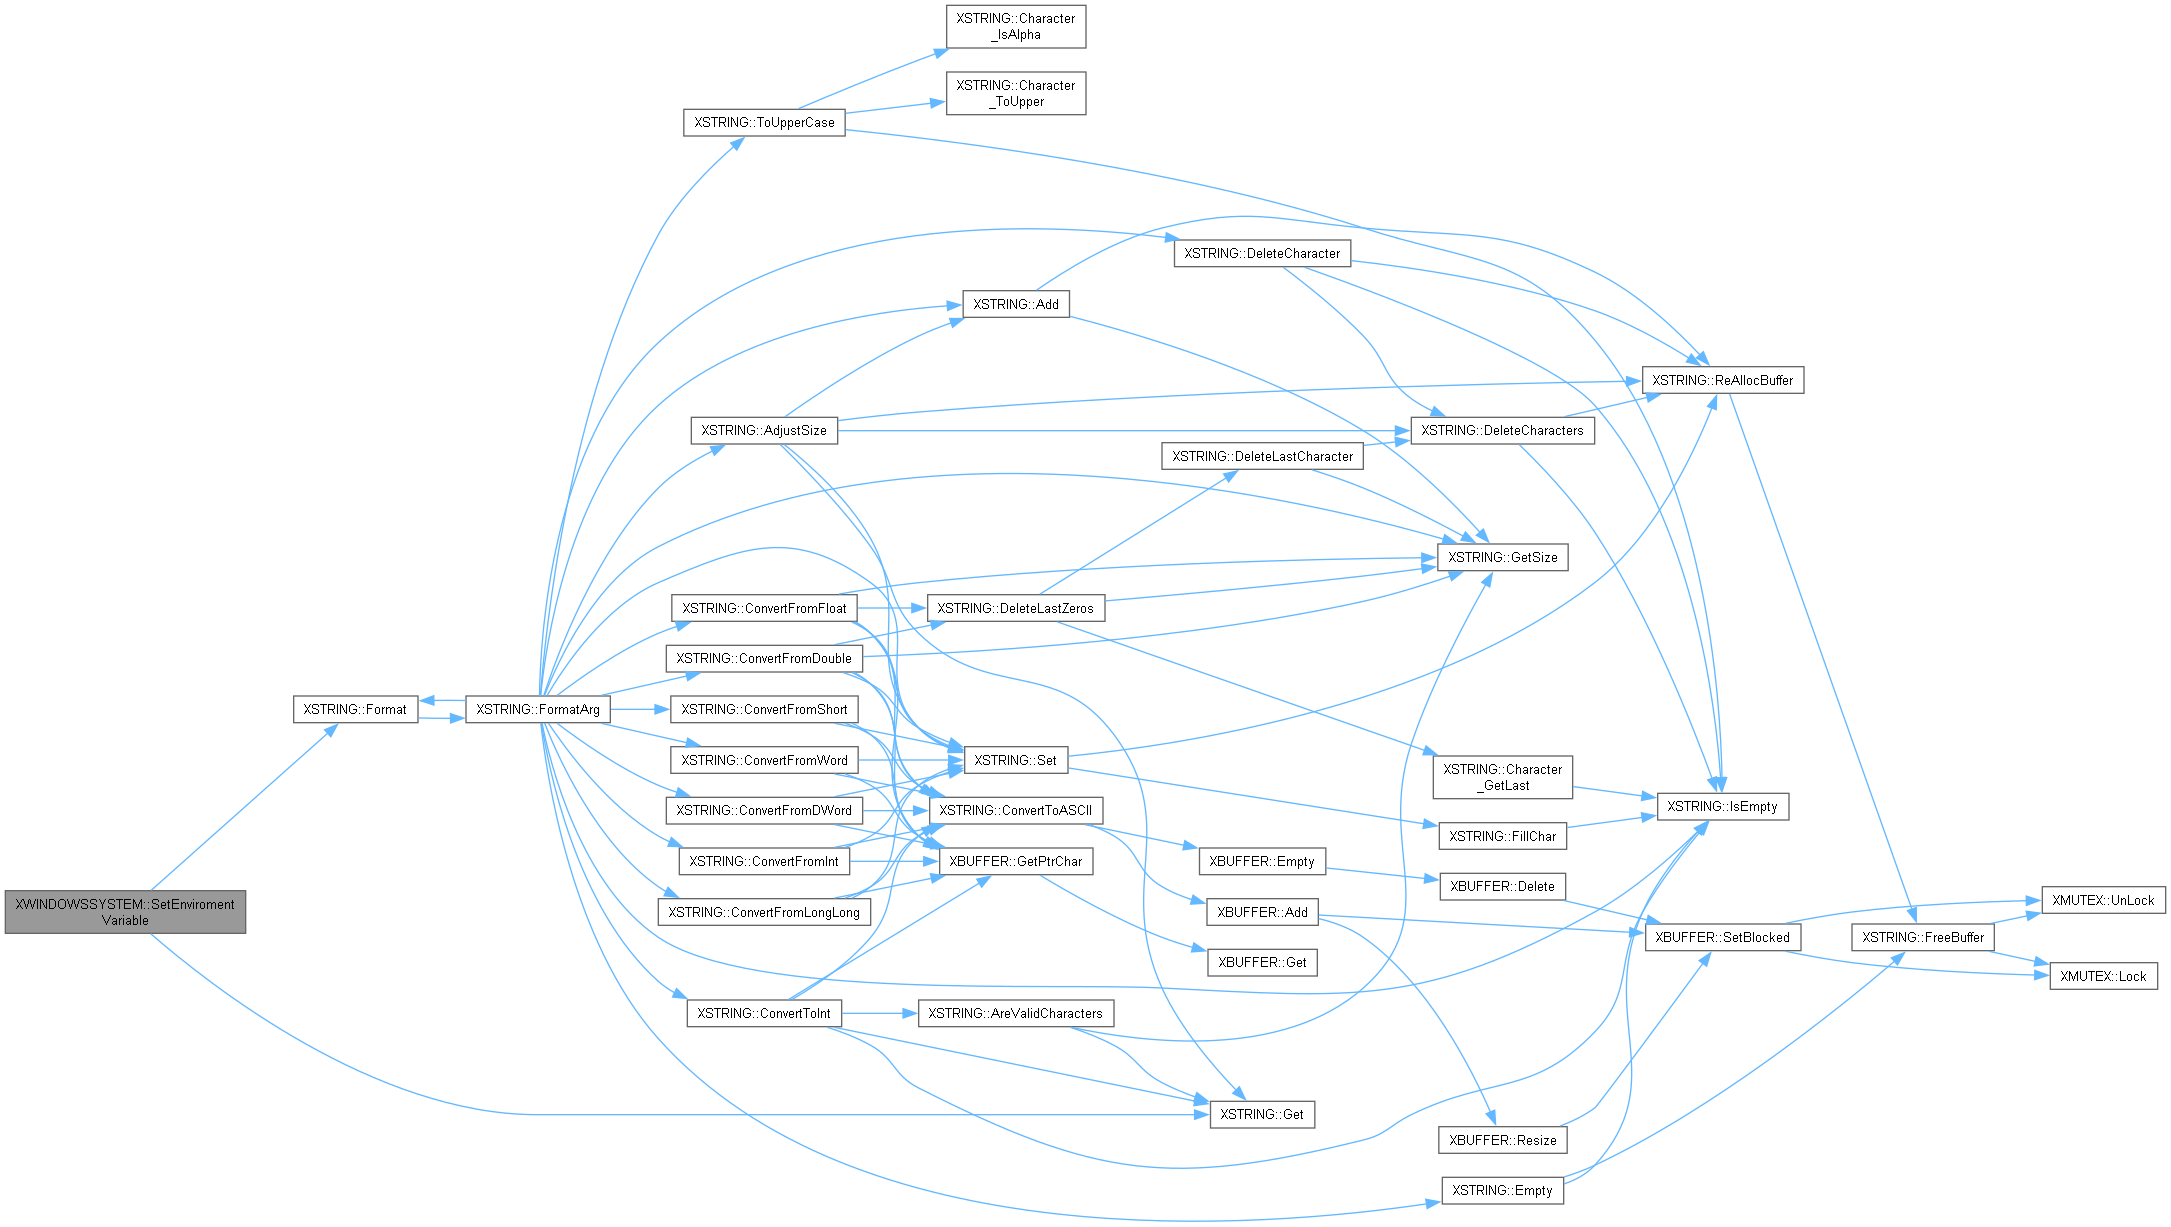 XSTRING::Character
_IsAlpha
XSTRING::Character
_ToUpper
XSTRING::ToUpperCase
XSTRING::DeleteCharacter
XSTRING::Add
XSTRING::ReAllocBuffer
XSTRING::AdjustSize
XSTRING::DeleteCharacters
XSTRING::DeleteLastCharacter
XSTRING::GetSize
XSTRING::ConvertFromFloat
XSTRING::DeleteLastZeros
XSTRING::ConvertFromDouble
XSTRING::Format
XSTRING::FormatArg
XSTRING::ConvertFromShort
XSTRING::ConvertFromWord
XSTRING::Set
XSTRING::Character
_GetLast
XSTRING::ConvertFromDWord
XSTRING::ConvertToASCII
XSTRING::IsEmpty
XSTRING::FillChar
XSTRING::ConvertFromInt
XBUFFER::GetPtrChar
XBUFFER::Empty
XBUFFER::Delete
XMUTEX::UnLock
XWINDOWSSYSTEM::SetEnviroment
Variable
XSTRING::ConvertFromLongLong
XBUFFER::Add
XBUFFER::SetBlocked
XSTRING::FreeBuffer
XBUFFER::Get
XMUTEX::Lock
XSTRING::ConvertToInt
XSTRING::AreValidCharacters
XSTRING::Get
XBUFFER::Resize
XSTRING::Empty